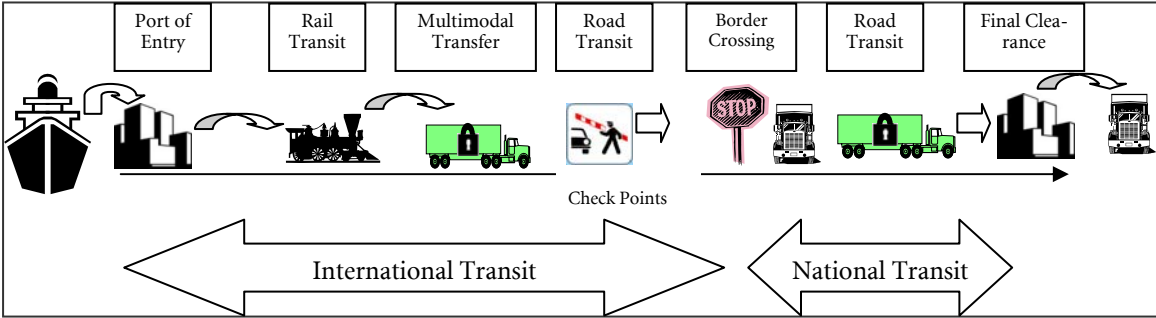 Port of
Entry
Rail
Transit
Multimodal
Transfer
Road
Transit
Border
Crossing
Road
Transit
Final Clea-
rance
STOP
Check Points
International Transit
National Transit